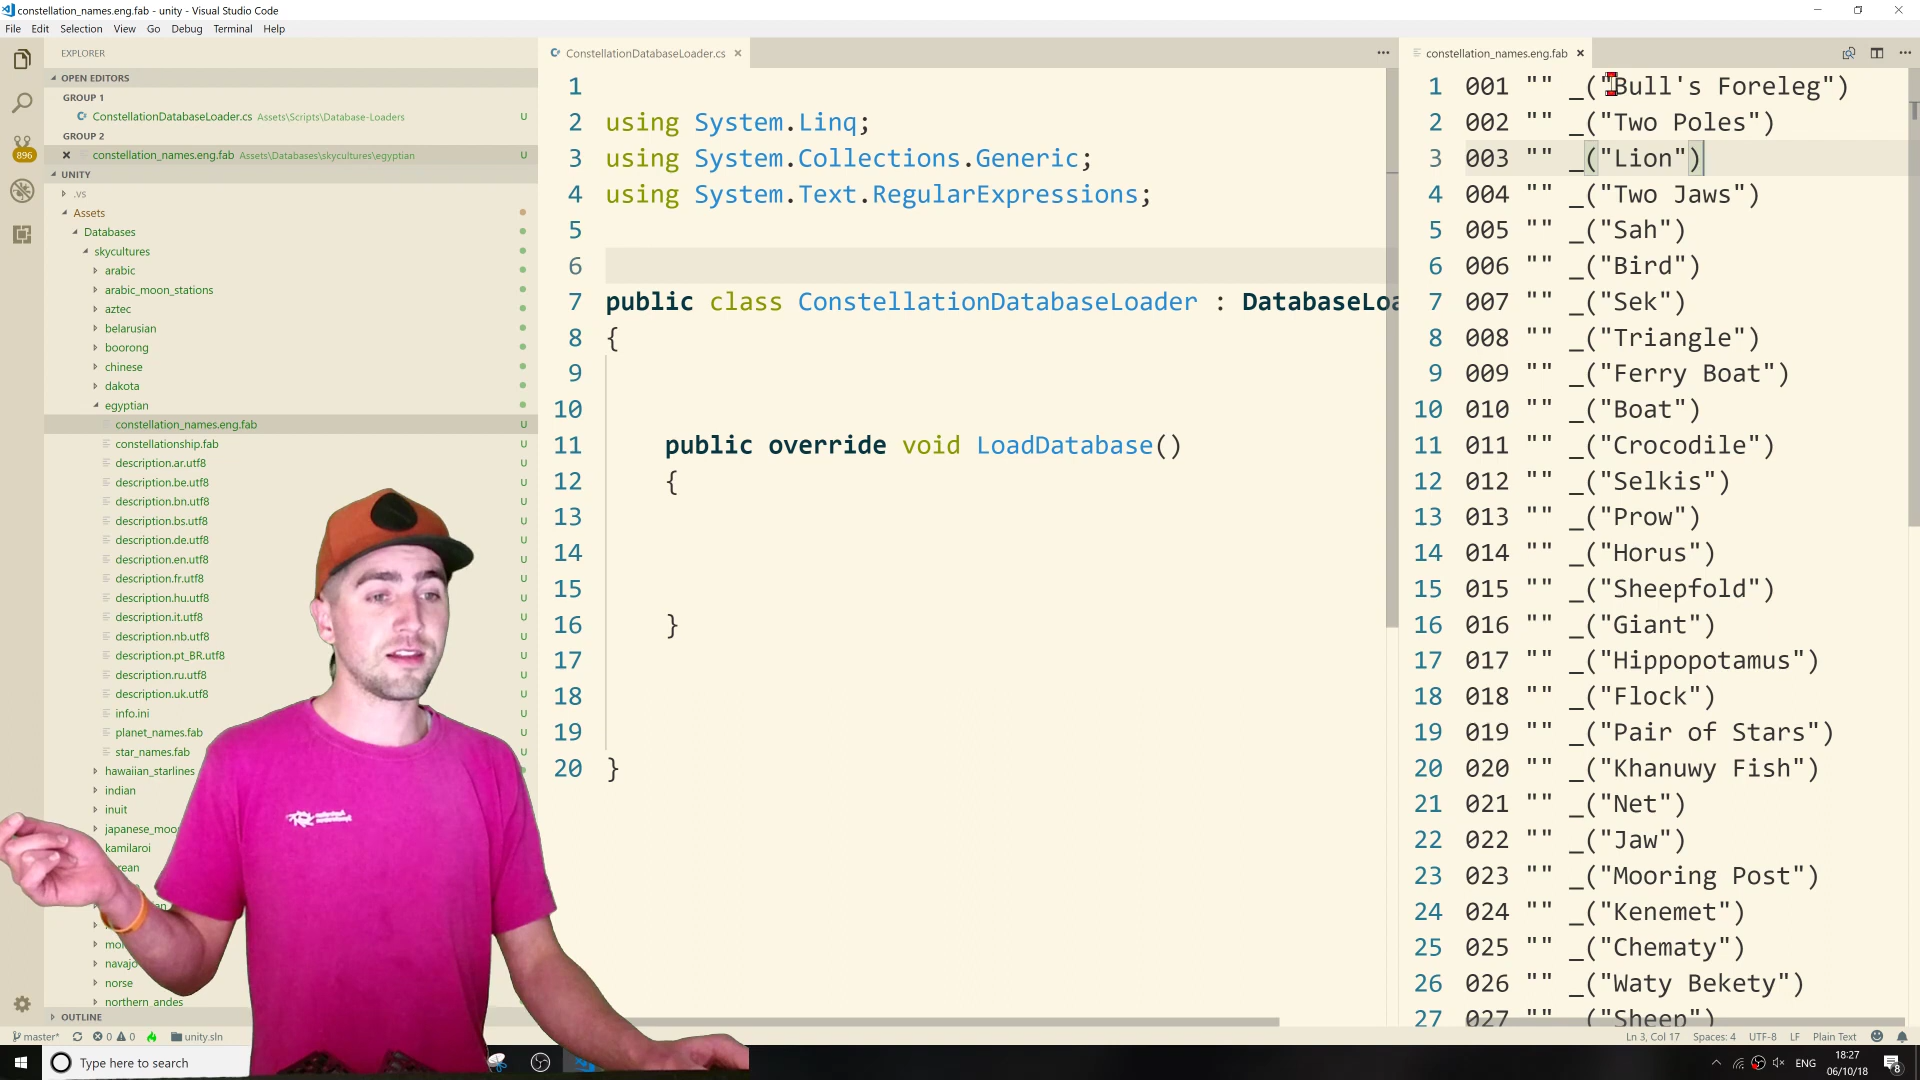 constellation_names.eng.fab - unity - Visual Studio Code
File Edit Selection View Go Debug Terminal Help
EXPLORER
OPEN EDITORS
GROUP 1
ConstellationDatabaseLoader.cs Assets\Scripts\Database-Loaders U
GROUP 2
constellation_names.eng.fab Assets\Databases\skycultures\egyptian U
896
UNITY
.vs
Assets
Databases
skycultures
arabic
arabic_moon_stations
aztec
belarusian
boorong
chinese
dakota
egyptian
constellation_names.eng.fab U
constellationship.fab U
description.ar.utf8 U
description.be.utf8 U
description.bn.utf8 U
description.bs.utf8 U
description.de.utf8 U
description.en.utf8 U
description.fr.utf8 U
description.hu.utf8 U
description.it.utf8 U
description.nb.utf8 U
description.pt_BR.utf8 U
description.ru.utf8 U
description.uk.utf8 U
info.ini U
planet_names.fab U
star_names.fab U
hawaiian_starlines
indian
inuit
kamilaroi
navajo
norse
northern_andes
OUTLINE
ConstellationDatabaseLoader.cs
1
2 using System.Linq;
3 using System.Collections.Generic;
4 using System.Text.RegularExpressions;
5
6
7 public class ConstellationDatabaseLoader : DatabaseLoa
8 {
9
10
11 public override void LoadDatabase()
12 {
13
14
15
16 }
17
18
19
20 }
constellation_names.eng.fab
1 001 "" _("Bull's Foreleg")
2 002 "" _("Two Poles")
3 003 "" _("Lion")
4 004 "" _("Two Jaws")
5 005 "" _("Sah")
6 006 "" _("Bird")
7 007 "" _("Sek")
8 008 "" _("Triangle")
9 009 "" _("Ferry Boat")
10 010 "" _("Boat")
11 011 "" _("Crocodile")
12 012 "" _("Selkis")
13 013 "" _("Prow")
14 014 "" _("Horus")
15 015 "" _("Sheepfold")
16 016 "" _("Giant")
17 017 "" _("Hippopotamus")
18 018 "" _("Flock")
19 019 "" _("Pair of Stars")
20 020 "" _("Khanuwy Fish")
21 021 "" _("Net")
22 022 "" _("Jaw")
23 023 "" _("Mooring Post")
24 024 "" _("Kenemet")
25 025 "" _("Chematy")
26 026 "" _("Waty Bekety")
27 027 "" _("Sheep")
master* 0 0 unity.sln Ln 3, Col 17 Spaces: 4 UTF-8 LF Plain Text
Type here to search
ENG 18:27
06/10/18
8